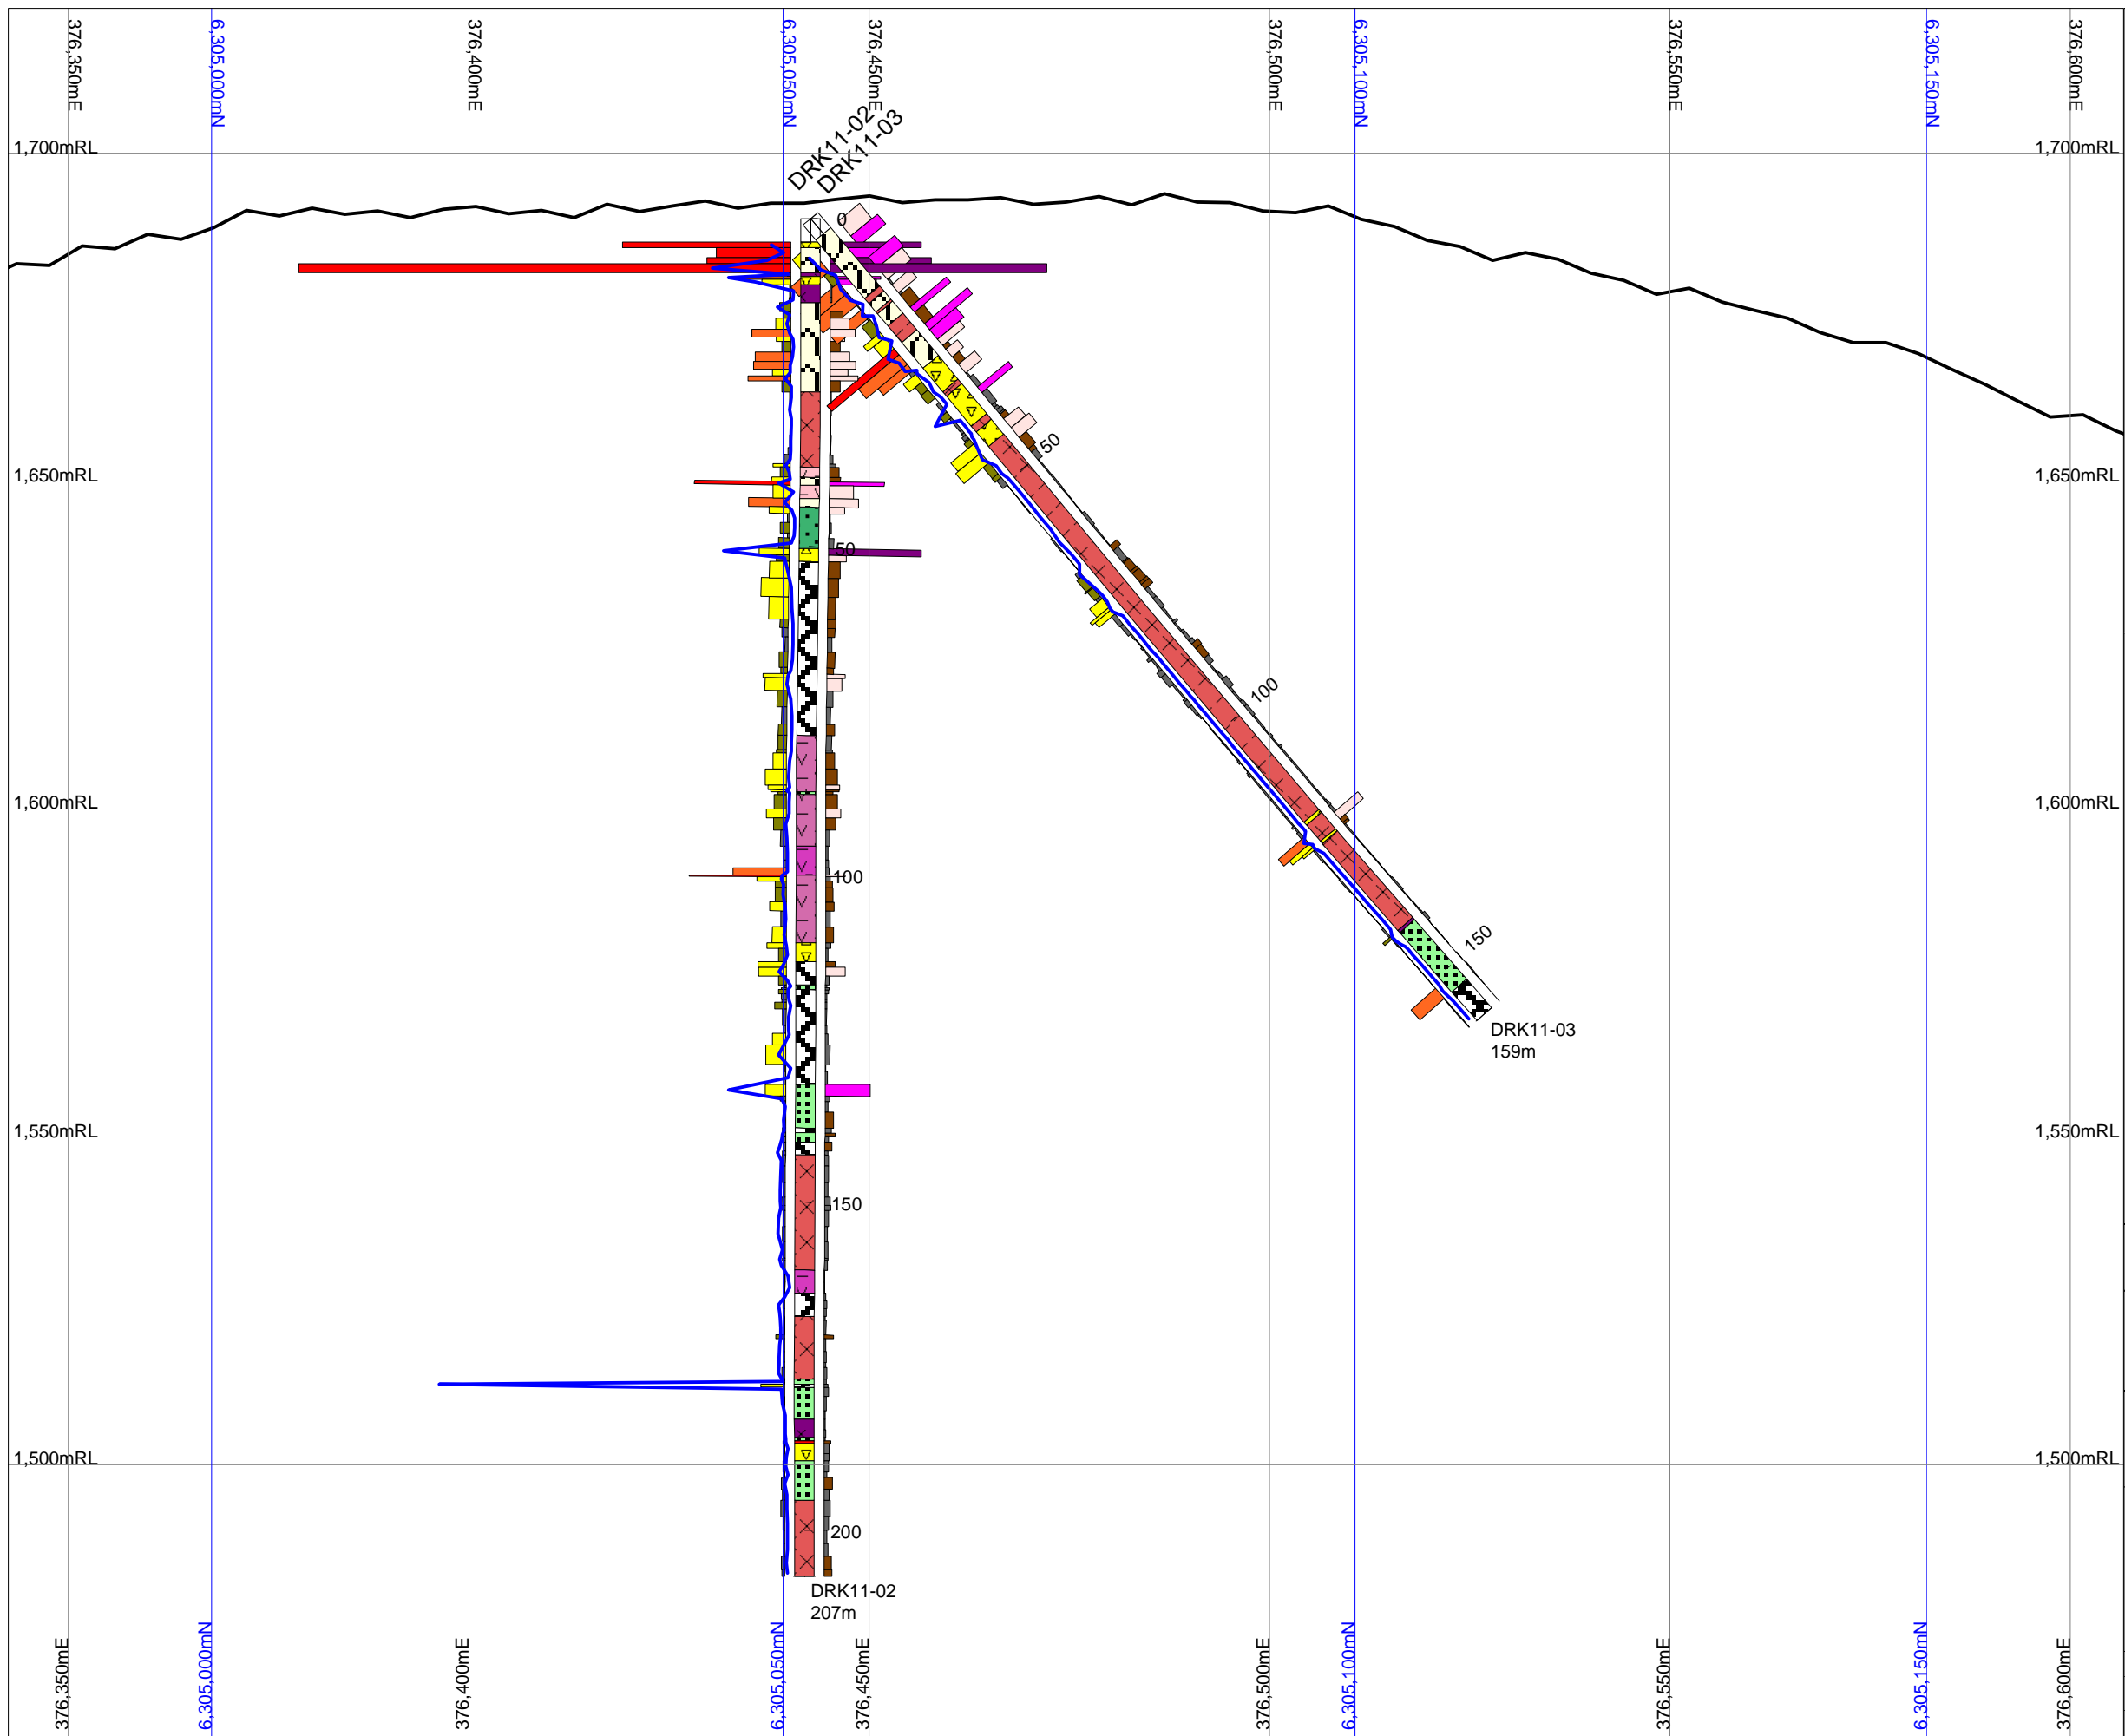 376,350mE
6,305,000mN
376,400mE
6,305,050mN
376,450mE
376,500mE
6,305,100mN
376,550mE
6,305,150mN
376,600mE
DRK11-02
DRK11-03
1,700mRL
1,700mRL
0
50
1,650mRL
1,650mRL
50
100
1,600mRL
1,600mRL
100
150
DRK11-03
159m
1,550mRL
1,550mRL
150
1,500mRL
1,500mRL
200
DRK11-02
207m
376,350mE
6,305,000mN
376,400mE
6,305,050mN
376,450mE
376,500mE
6,305,100mN
376,550mE
6,305,150mN
376,600mE